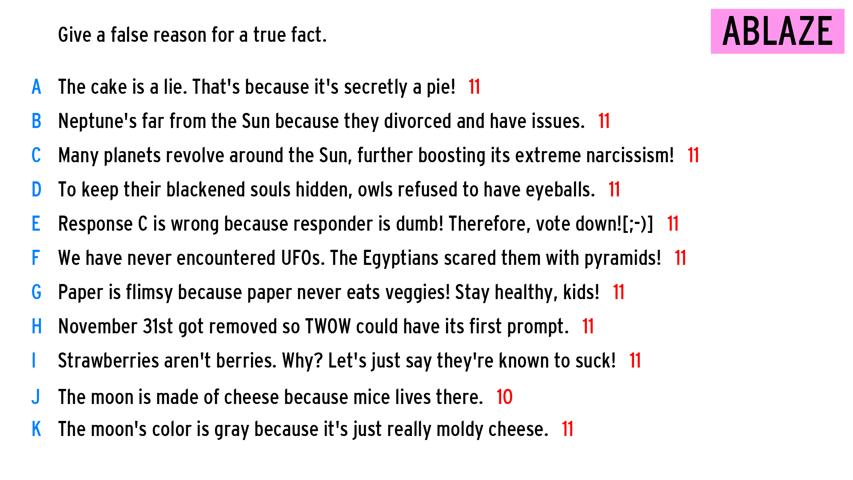 Give a false reason for a true fact.
ABLAZE
A The cake is a lie. That's because it's secretly a pie! 11
B Neptune's far from the Sun because they divorced and have issues. 11
C Many planets revolve around the Sun, further boosting its extreme narcissism! 11
D To keep their blackened souls hidden, owls refused to have eyeballs. 11
E Response C is wrong because responder is dumb! Therefore, vote down![;-)] 11
F We have never encountered UFOs. The Egyptians scared them with pyramids! 11
G Paper is flimsy because paper never eats veggies! Stay healthy, kids! 11
H November 31st got removed so TWOW could have its first prompt. 11
I Strawberries aren't berries. Why? Let's just say they're known to suck! 11
J The moon is made of cheese because mice lives there. 10
K The moon's color is gray because it's just really moldy cheese. 11